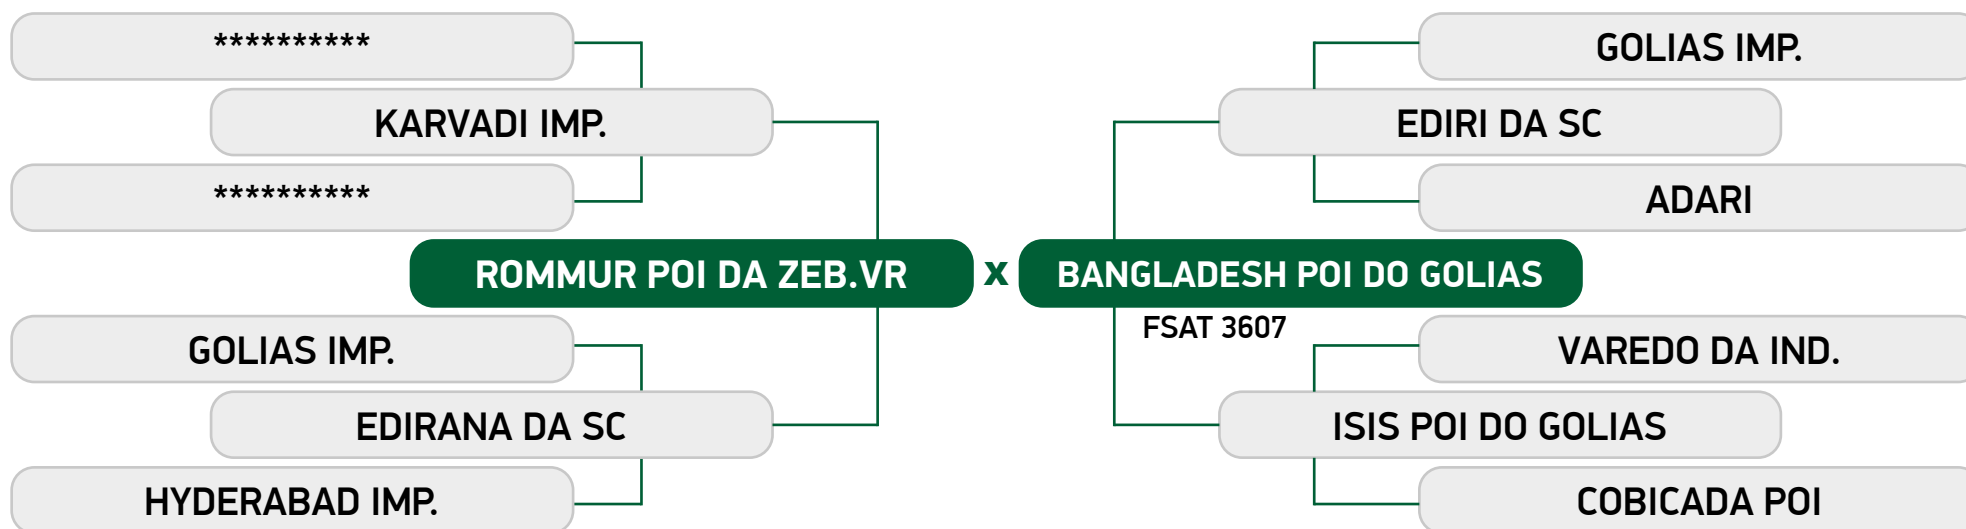 **********
KARVADI IMP.
**********
ROMMUR POI DA ZEB.VR
GOLIAS IMP.
EDIRANA DA SC
HYDERABAD IMP.
x
GOLIAS IMP.
EDIRI DA SC
ADARI
BANGLADESH POI DO GOLIAS
FSAT 3607
VAREDO DA IND.
ISIS POI DO GOLIAS
COBICADA POI